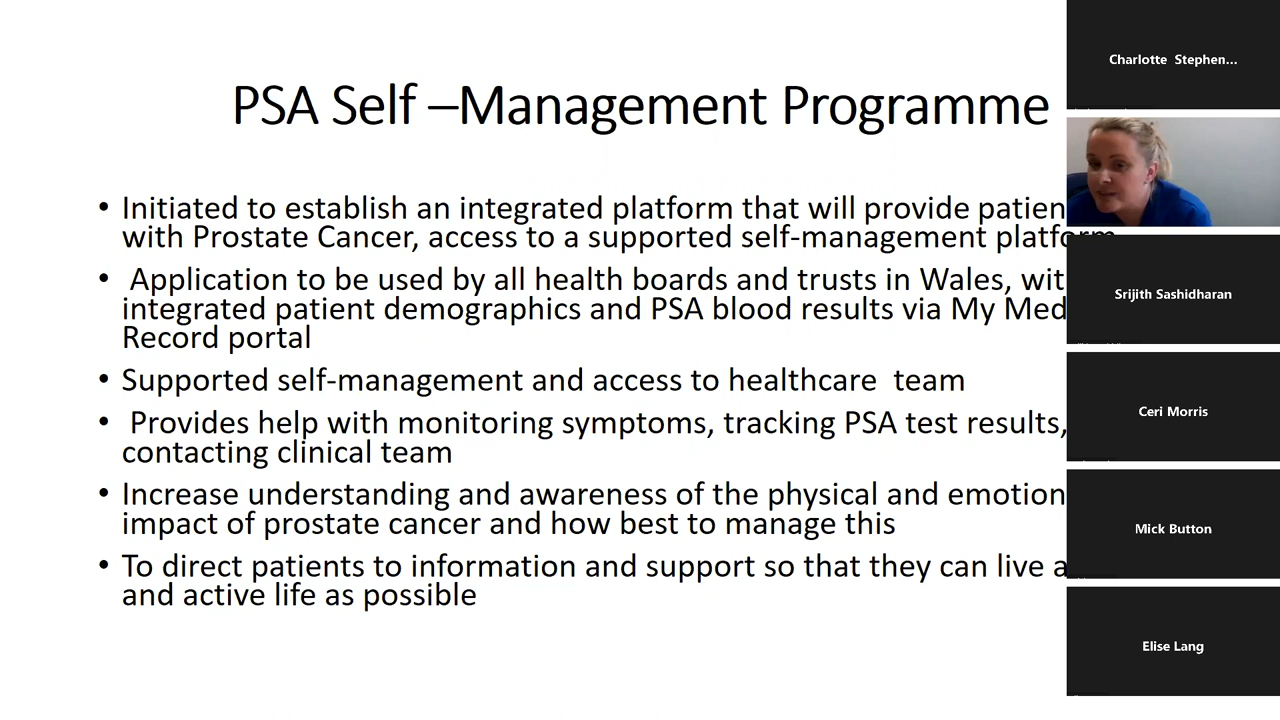 PSA Self –Management Programme
• Initiated to establish an integrated platform that will provide patien
with Prostate Cancer, access to a supported self-management platform
• Application to be used by all health boards and trusts in Wales, wit
integrated patient demographics and PSA blood results via My Med
Record portal
• Supported self-management and access to healthcare  team
• Provides help with monitoring symptoms, tracking PSA test results,
contacting clinical team
• Increase understanding and awareness of the physical and emotion
impact of prostate cancer and how best to manage this
• To direct patients to information and support so that they can live a
and active life as possible
Charlotte  Stephen...
Srijith Sashidharan
Ceri Morris
Mick Button
Elise Lang